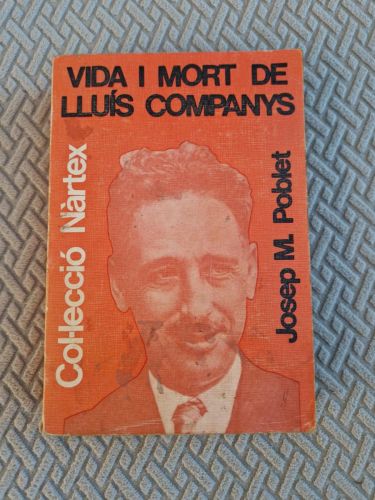 VIDA I MORT DE
LLUÍS COMPANYS
Col·lecció Nàrtex
Josep M. Poblet